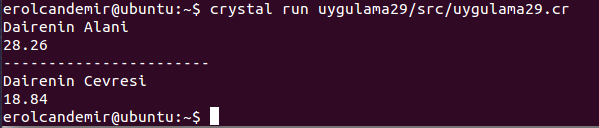 erolcandemir@ubuntu:~$ crystal run uygulama29/src/uygulama29.cr
Dairenin Alani
28.26
------------------------
Dairenin Cevresi
18.84
erolcandemir@ubuntu:~$